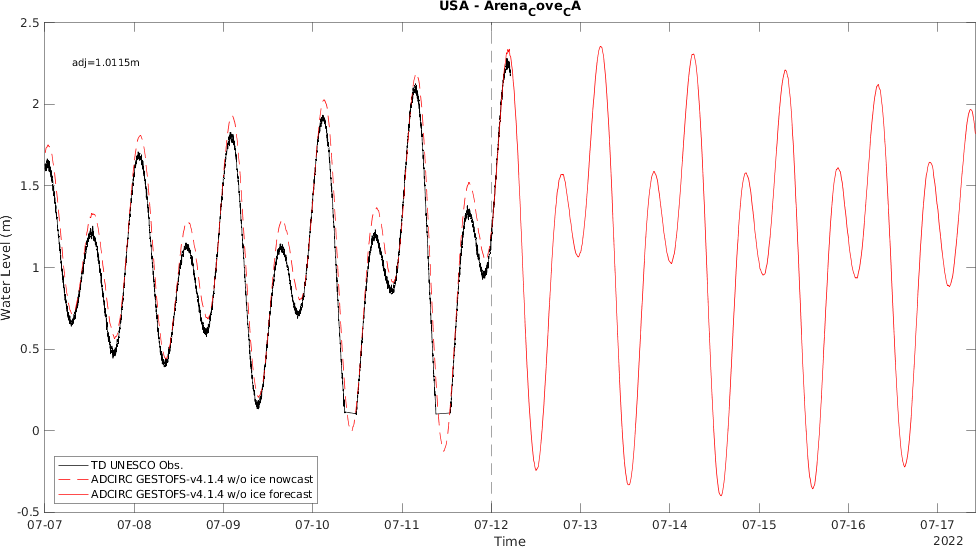 USA - ArenaCoveCA
adj=1.0115m
2.5
2
1.5
1
0.5
0
-0.5
Water Level (m)
TD UNESCO Obs.
ADCIRC GESTOFS-v4.1.4 w/o ice nowcast
ADCIRC GESTOFS-v4.1.4 w/o ice forecast
07-07 07-08 07-09 07-10 07-11 07-12 07-13 07-14 07-15 07-16 07-17
Time
2022